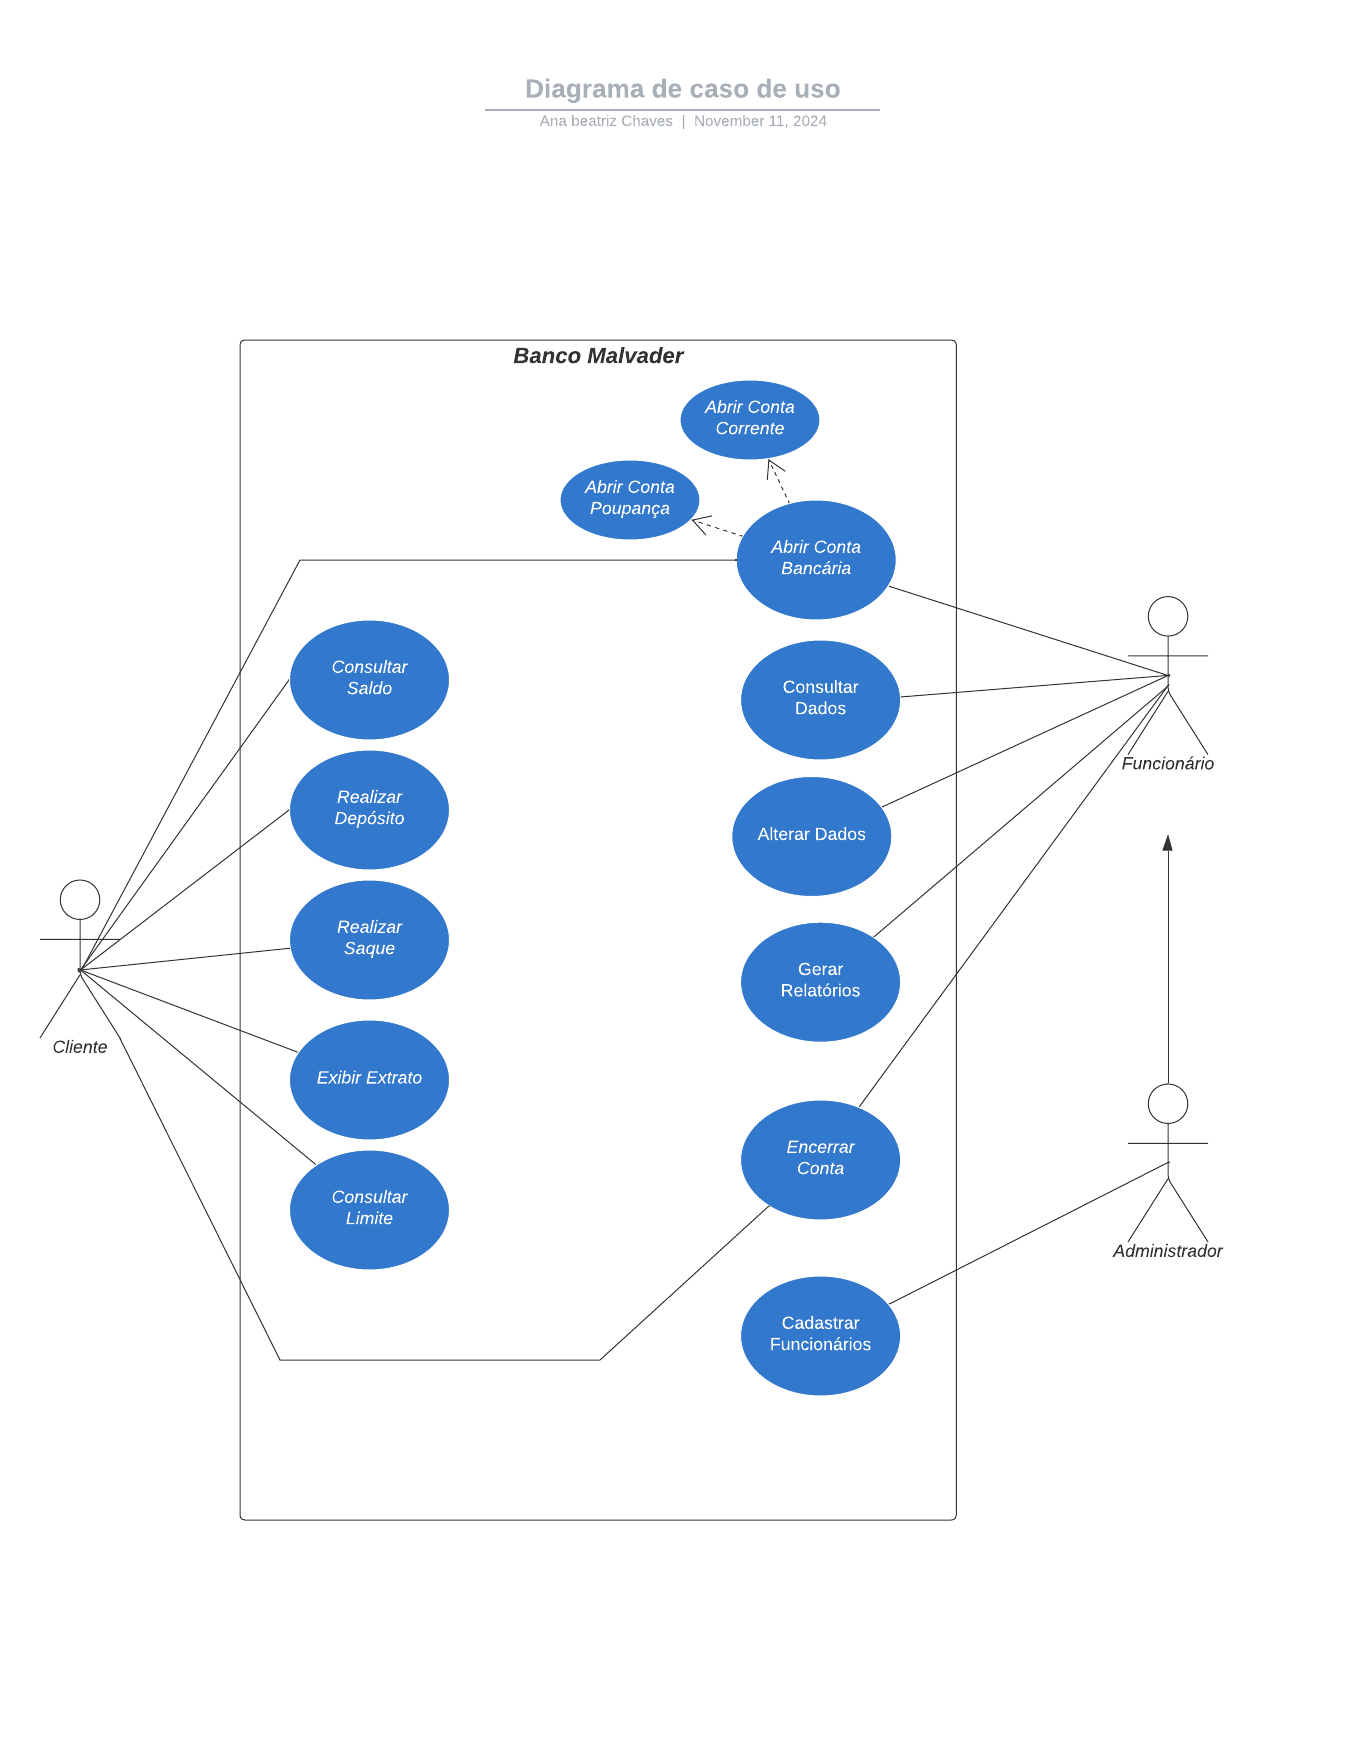 Diagrama de caso de uso
Ana beatriz Chaves | November 11, 2024
Banco Malvader
Abrir Conta
Corrente
Abrir Conta
Poupança
Abrir Conta
Bancária
Consultar
Saldo
Consultar
Dados
Funcionário
Realizar
Depósito
Alterar Dados
Realizar
Saque
Gerar
Relatórios
Cliente
Exibir Extrato
Encerrar
Conta
Consultar
Limite
Administrador
Cadastrar
Funcionários